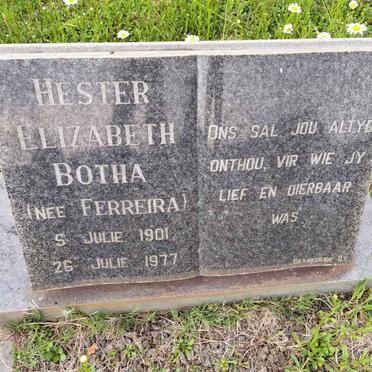 HESTER
ELIZABETH
BOTHA
(NEE FERREIRA)
5 JULIE 1901
26 JULIE 1977
ONS SAL JOU ALTYD
ONTHOU, VIR WIE JY
LIEF EN DIERBAAR
WAS